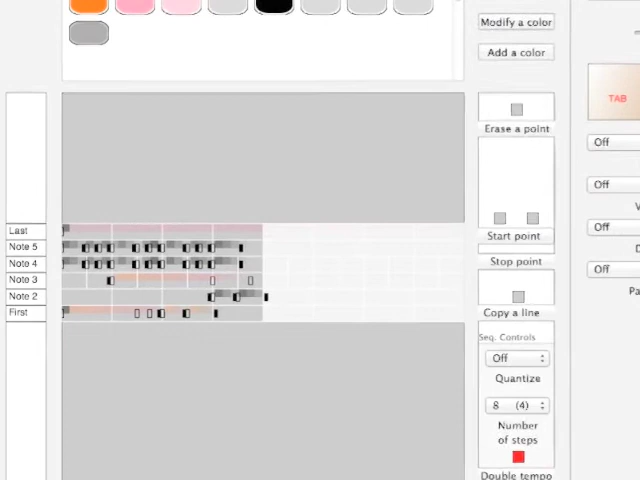 Modify a color
Add a color
TAB
Erase a point
Off
Off
Last
Off
Start point
Note 5
Note 4
Stop point
Off
Note 3
Note 2
First
Copy a line
Seq. Controls
Off
Quantize
8 (4)
Number
of steps
Double tempo